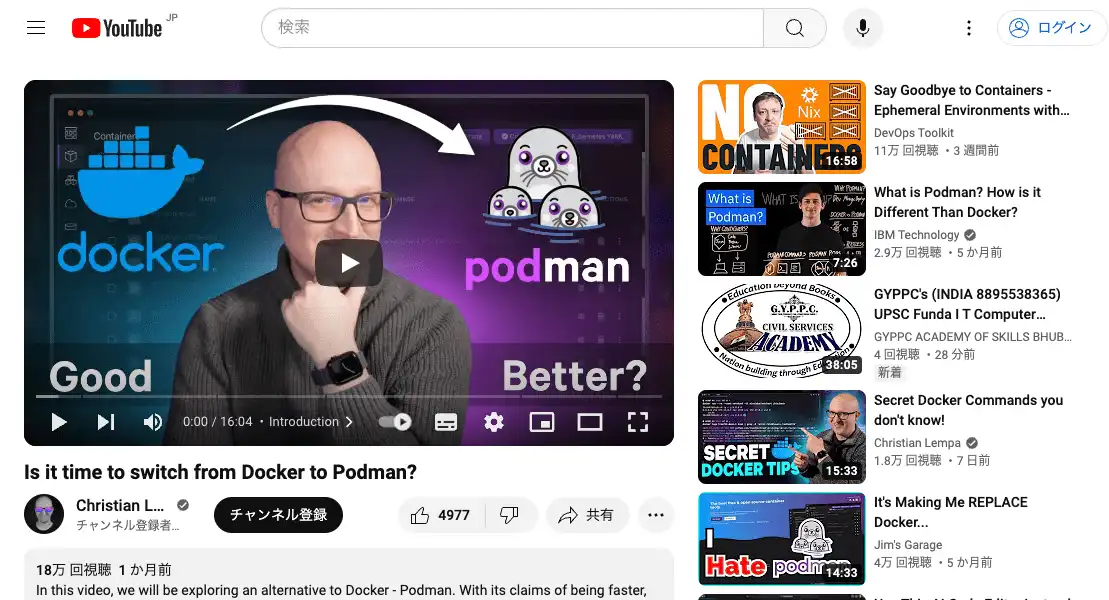 YouTube JP
検索
ログイン
Container
docker
podman
Good
Better?
0:00 / 16:04 • Introduction
Is it time to switch from Docker to Podman?
Christian L...
チャンネル登録者...
チャンネル登録
4977
共有
18万 回視聴 1 か月前
In this video, we will be exploring an alternative to Docker - Podman. With its claims of being faster,
NO
Nix
CONTAINERS
16:58
Say Goodbye to Containers -
Ephemeral Environments with…
DevOps Toolkit
11万 回視聴 • 3 週間前
What is
Podman?
7:26
What is Podman? How is it
Different Than Docker?
IBM Technology
2.9万 回視聴 • 5 か月前
Education Beyond Books
G.Y.P.P.C.
CIVIL SERVICES
ACADEMY
38:05
GYPPC's (INDIA 8895538365)
UPSC Funda I T Computer…
GYPPC ACADEMY OF SKILLS BHUB...
4 回視聴 • 28 分前
新着
SECRET
DOCKER TIPS
15:33
Secret Docker Commands you
don't know!
Christian Lempa
1.8万 回視聴 • 7 日前
I
Hate podman
14:33
It's Making Me REPLACE
Docker...
Jim's Garage
4万 回視聴 • 5 か月前